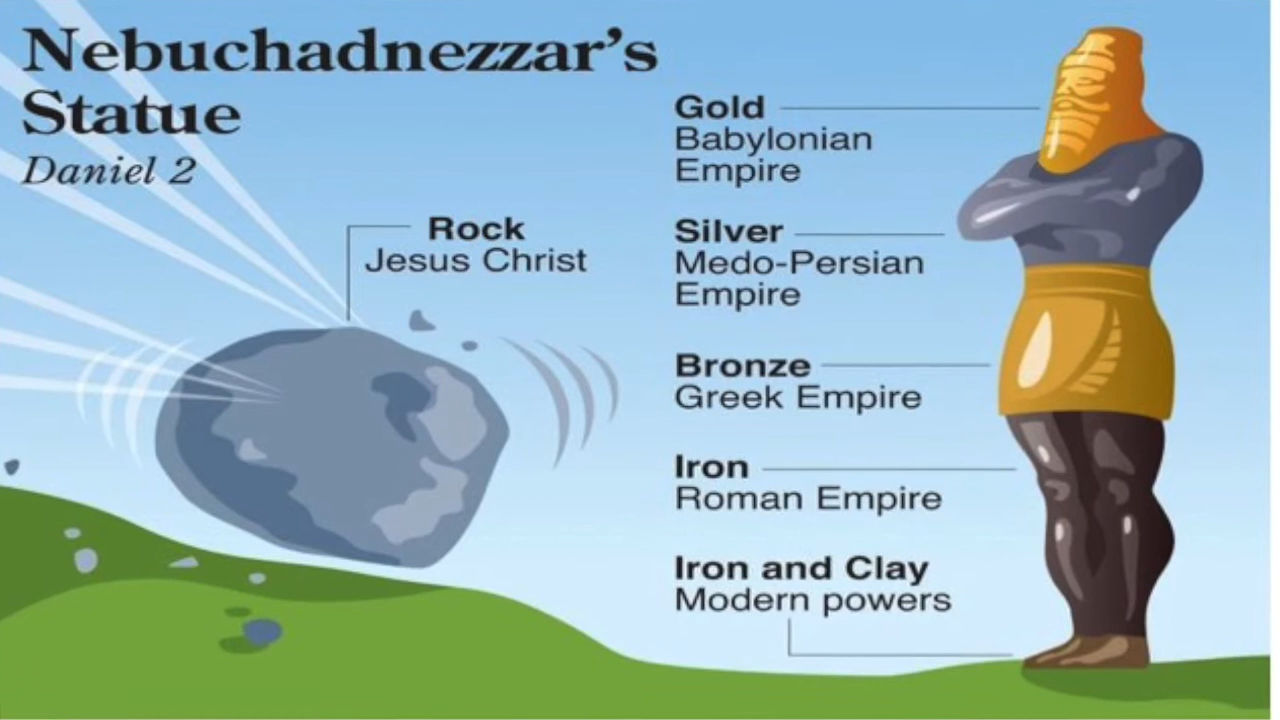 Nebuchadnezzar's
Statue
Daniel 2
Rock
Jesus Christ
Gold
Babylonian
Empire
Silver
Medo-Persian
Empire
Bronze
Greek Empire
Iron
Roman Empire
Iron and Clay
Modern powers